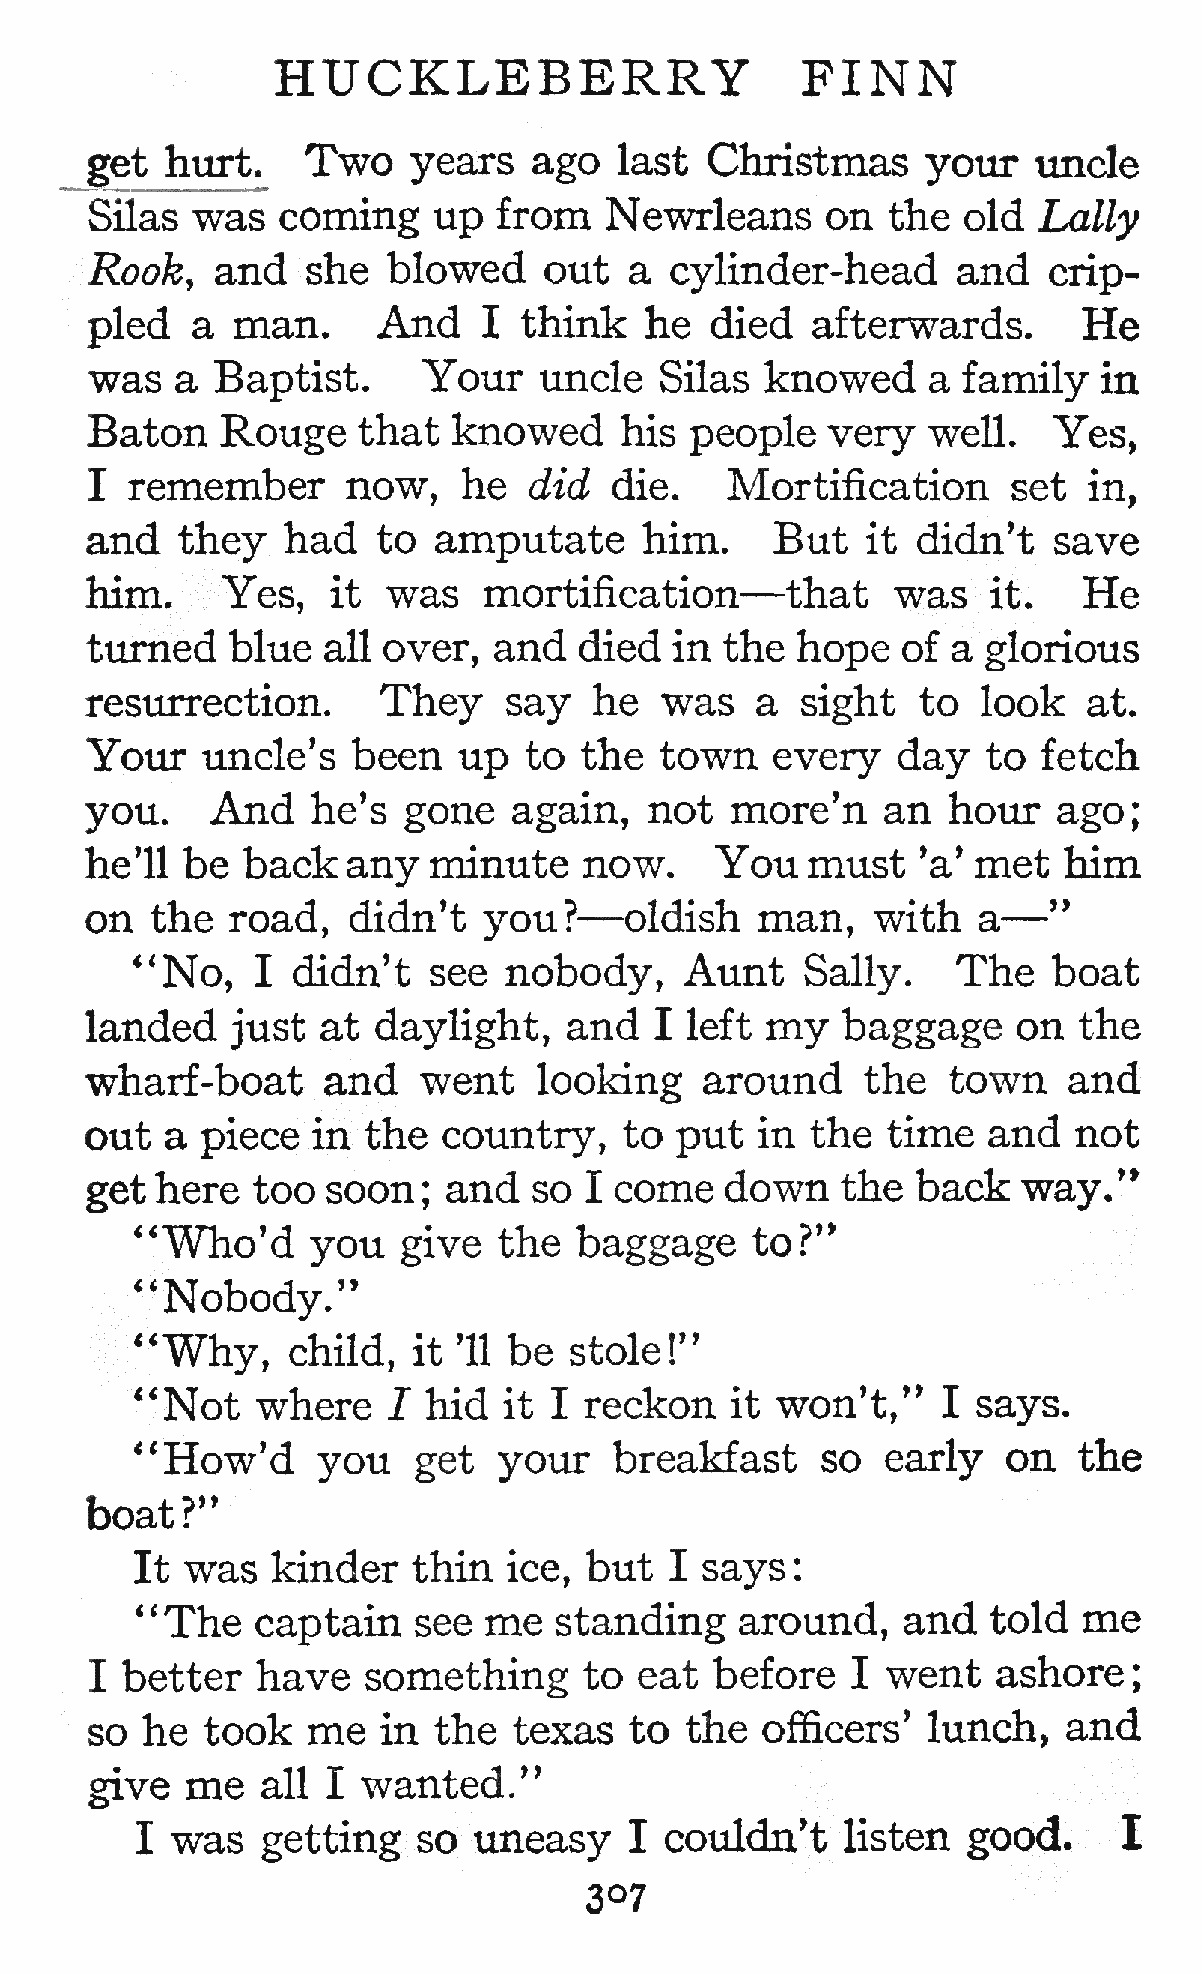 HUCKLEBERRY FINN
get hurt. Two years ago last Christmas your uncle
Silas was coming up from Newrleans on the old Lally
Rook, and she blowed out a cylinder-head and crip-
pled a man. And I think he died afterwards. He
was a Baptist. Your uncle Silas knowed a family in
Baton Rouge that knowed his people very well. Yes,
I remember now, he did die. Mortification set in,
and they had to amputate him. But it didn't save
him. Yes, it was mortification—that was it. He
turned blue all over, and died in the hope of a glorious
resurrection. They say he was a sight to look at.
Your uncle's been up to the town every day to fetch
you. And he's gone again, not more'n an hour ago;
he'll be back any minute now. You must 'a' met him
on the road, didn't you?—oldish man, with a—"
"No, I didn't see nobody, Aunt Sally. The boat
landed just at daylight, and I left my baggage on the
wharf-boat and went looking around the town and
out a piece in the country, to put in the time and not
get here too soon; and so I come down the back way."
"Who'd you give the baggage to?"
"Nobody."
"Why, child, it 'll be stole!"
"Not where I hid it I reckon it won't," I says.
"How'd you get your breakfast so early on the
boat?"
It was kinder thin ice, but I says:
"The captain see me standing around, and told me
I better have something to eat before I went ashore;
so he took me in the texas to the officers' lunch, and
give me all I wanted."
I was getting so uneasy I couldn't listen good. I
307